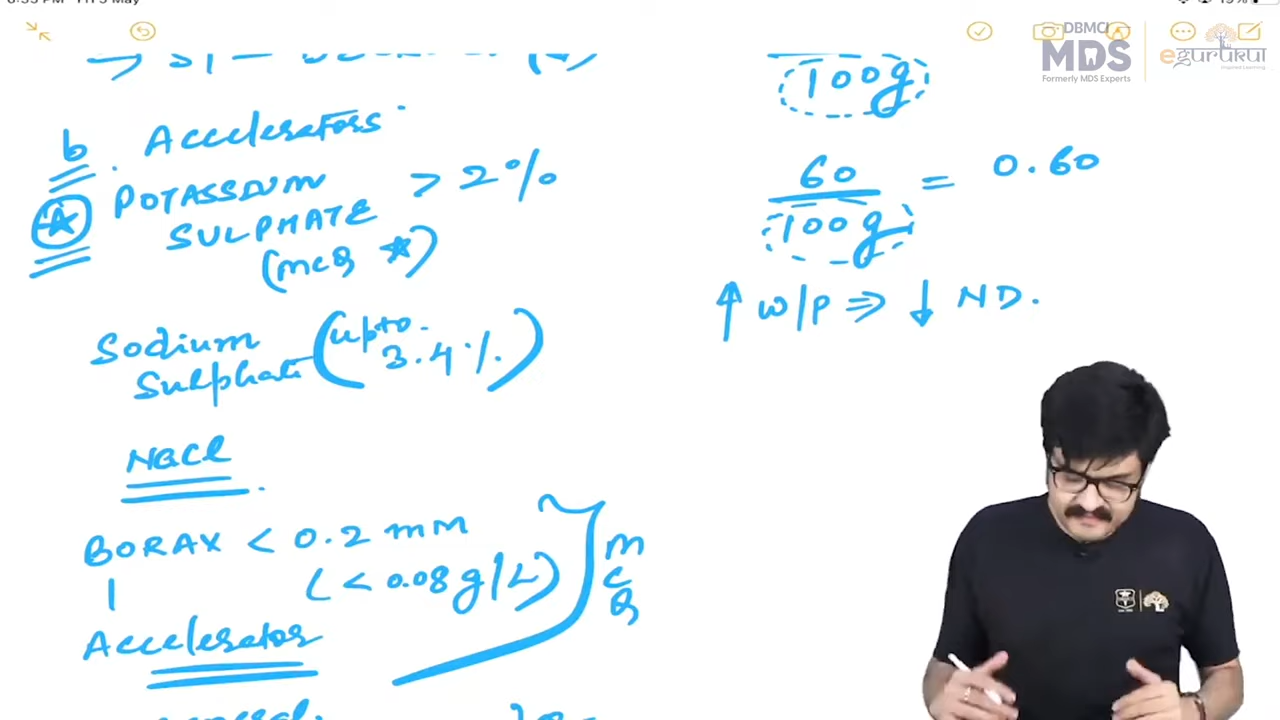 DBMCI
MDS
Formerly MDS Experts
egurukul
b. Accelerators
POTASSIUM > 2%
SULPHATE
(mcq ☆)
Sodium
Sulphate (upto
3.4%)
NaCl
BORAX < 0.2 mM
(< 0.08 g/L)
Accelerator
MCQ
100g
60 = 0.60
100g
↑ W/P ⇒ ↓ ND.